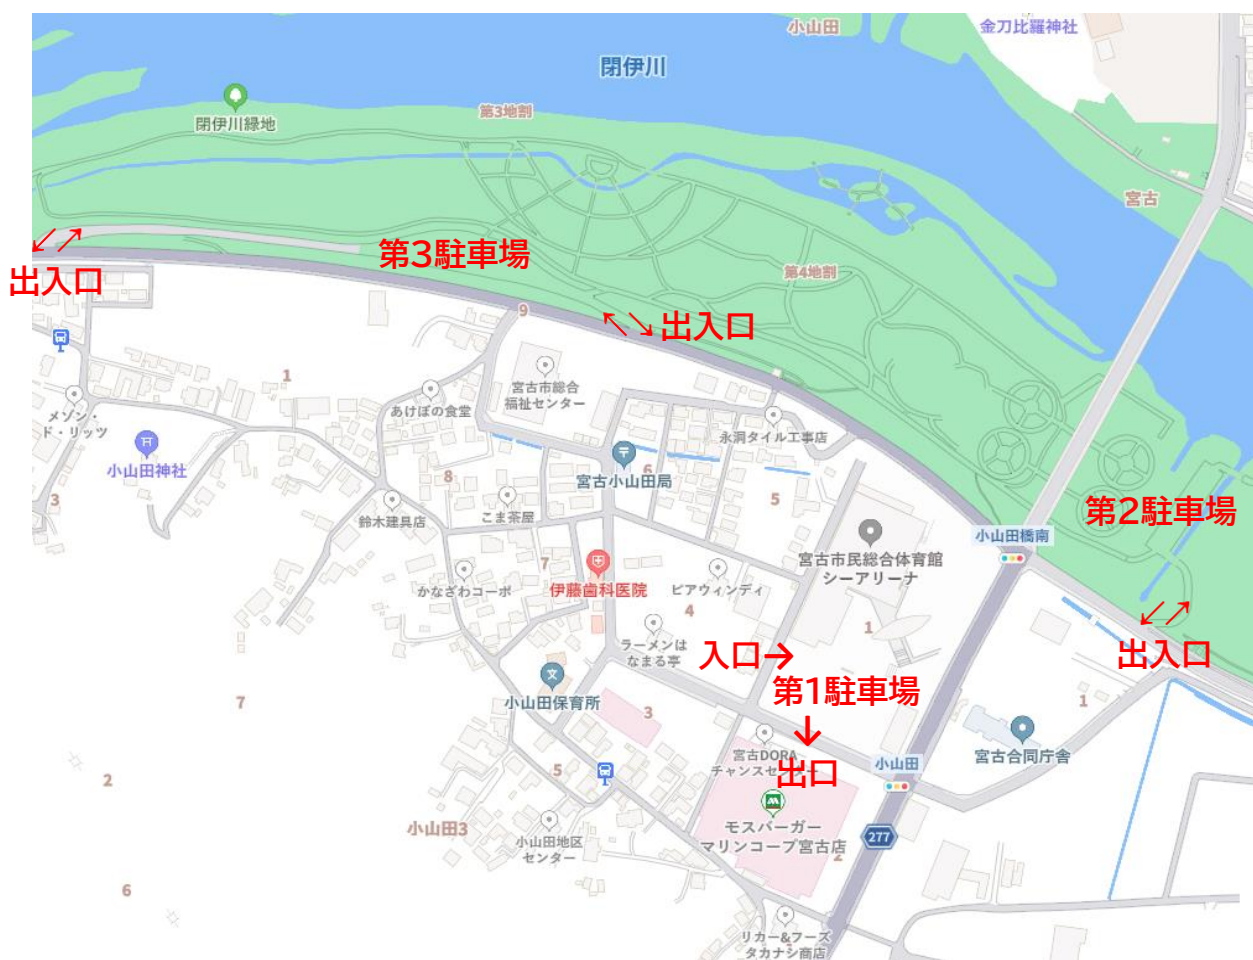 小山田
金刀比羅神社
閉伊川
第3地割
閉伊川緑地
宮古
第3駐車場
第4地割
出入口
出入口
9
1
宮古市総合
福祉センター
あけぼの食堂
メゾン・
ド・リッツ
永洞タイル工事店
小山田神社
宮古小山田局
6
8
3
5
鈴木建具店
こま茶屋
第2駐車場
小山田橋南
宮古市民総合体育館
シーアリーナ
7
伊藤歯科医院
かなざわコーポ
ピアウィンディ
4
1
ラーメンは
なまる亭
入口→
出入口
第1駐車場
小山田保育所
7
3
1
宮古DORA
チャンスセンター
出口
小山田
宮古合同庁舎
5
2
モスバーガー
マリンコープ宮古店
2
277
小山田3
小山田地区
センター
6
リカー&フーズ
タカナシ商店